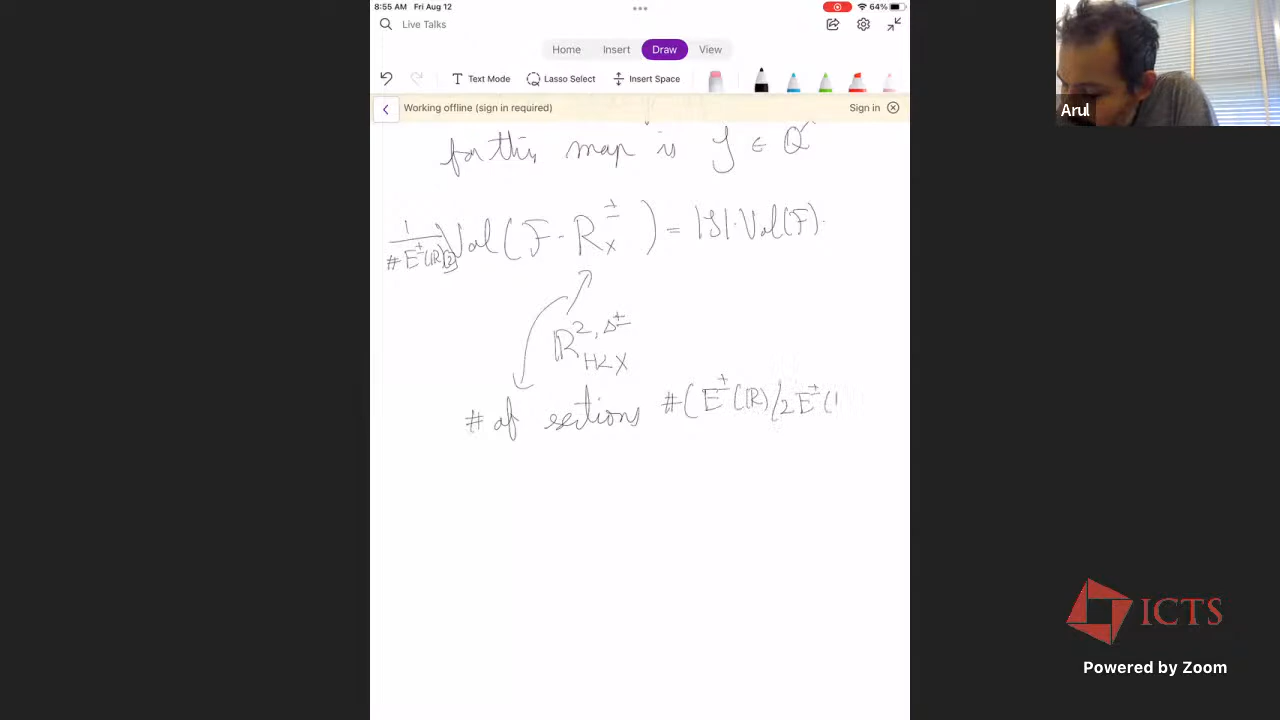 8:55 AM Fri Aug 12
64%
Live Talks
Home Insert Draw View
Text Mode Lasso Select Insert Space
Working offline (sign in required) Sign in
Arul
for this map is 𝒥 ∈ Q^x
1/#E^±(R)[2] Vol(F · R_X^±) = |𝒥| · Vol(F) ·
R^{2,Δ^±}_{H<X}
# of sections #(E^±(R)/2E^±(
ICTS
Powered by Zoom